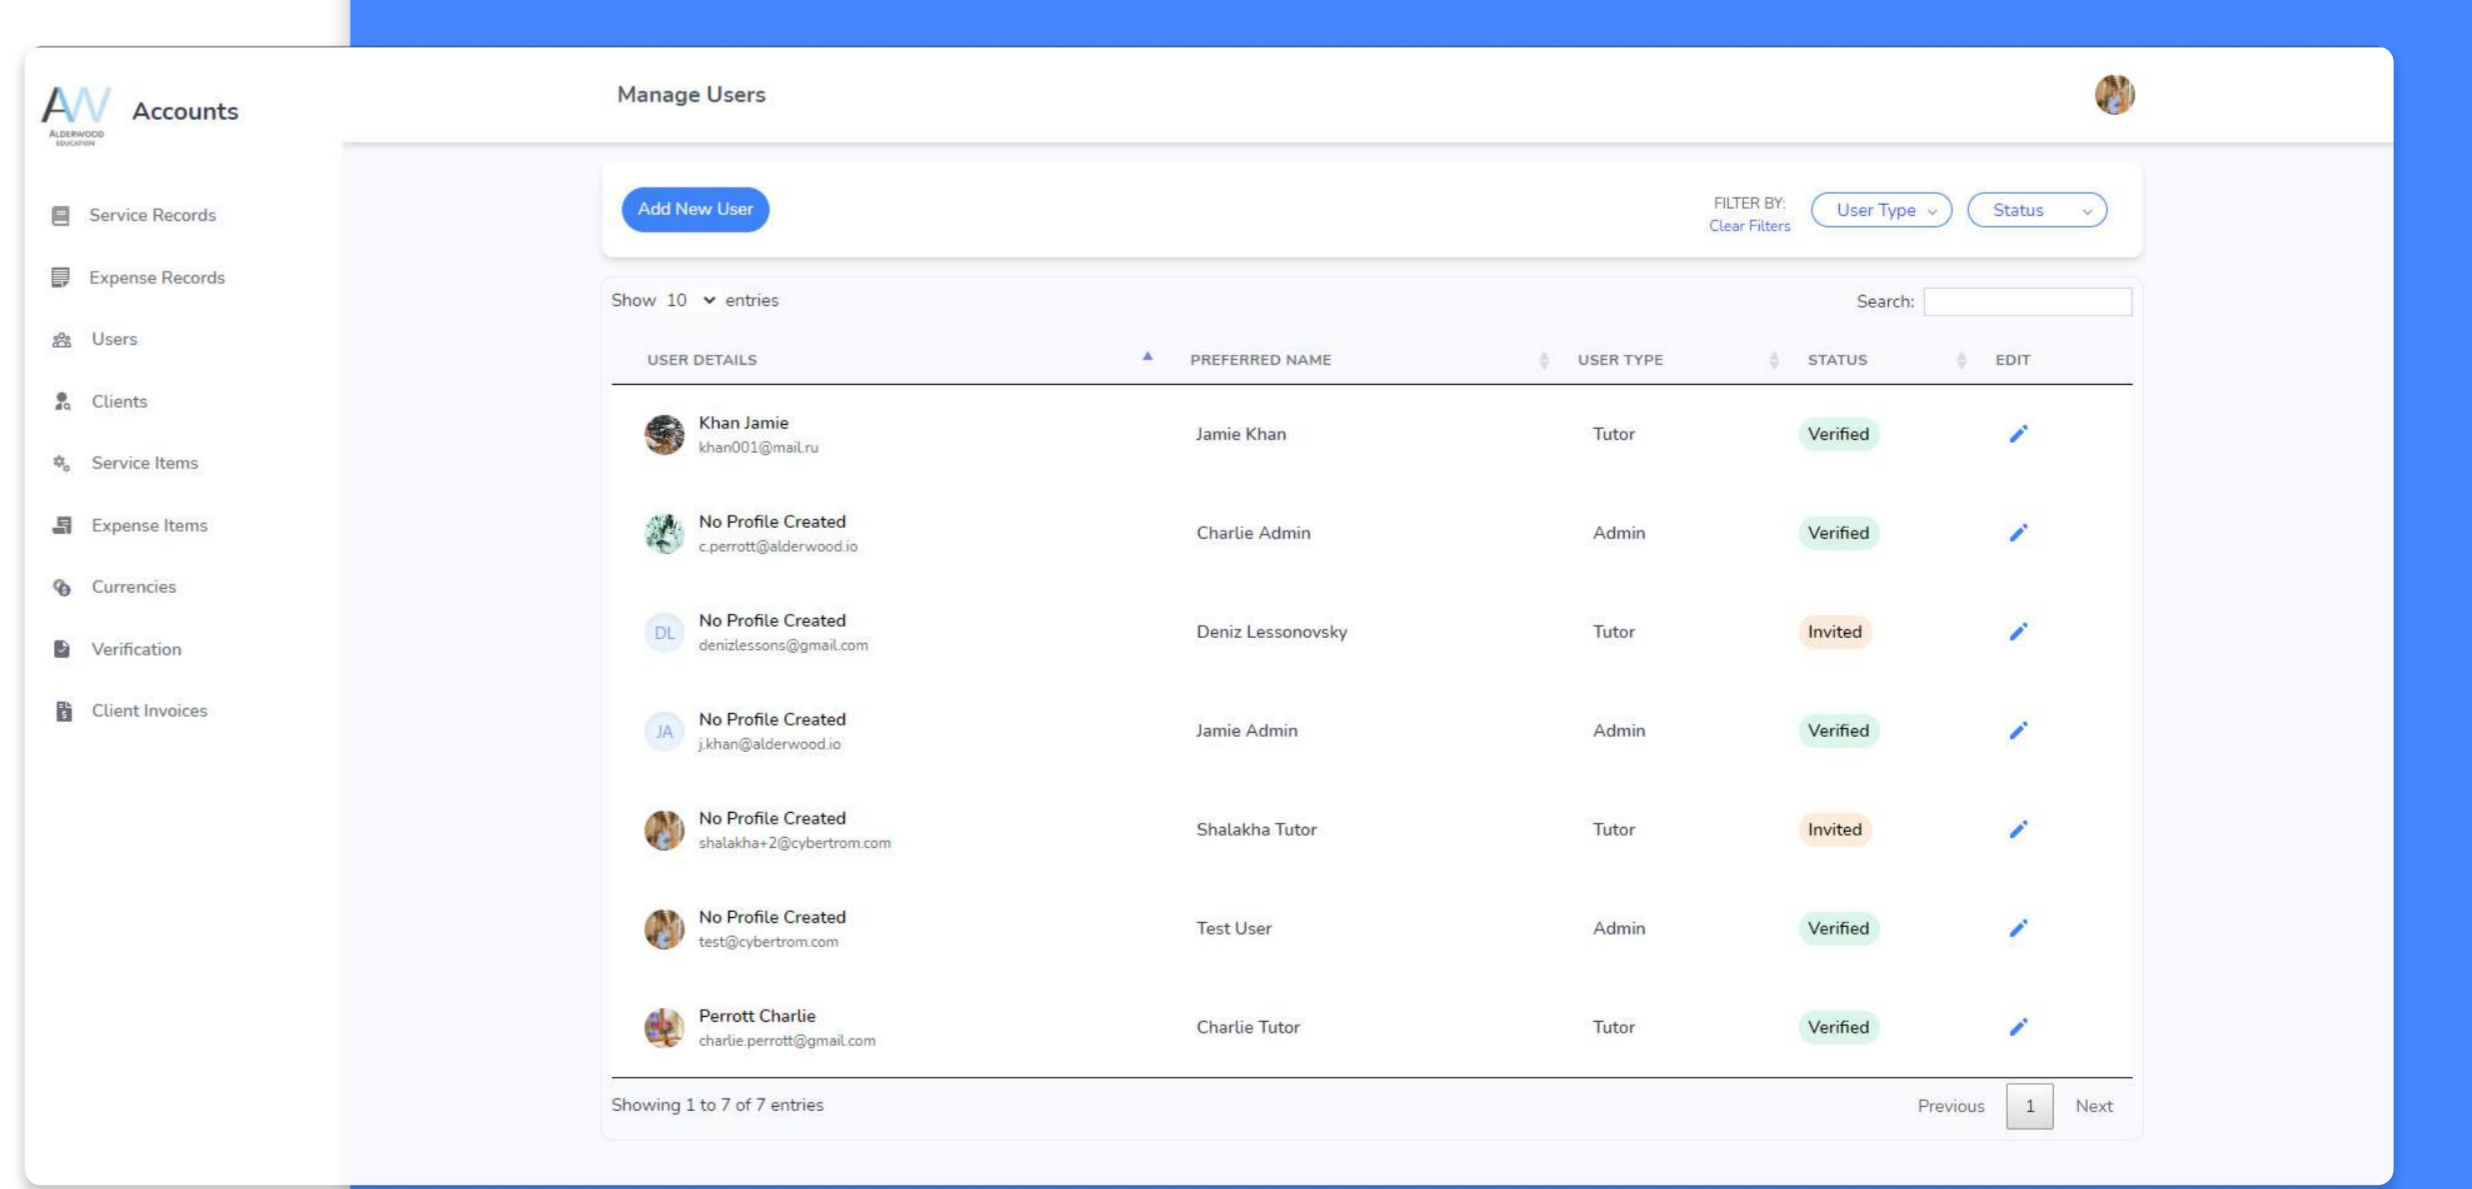 ALDERWOOD
EDUCATION
Accounts
Service Records
Expense Records
Users
Clients
Service Items
Expense Items
Currencies
Verification
Client Invoices
Manage Users
Add New User
FILTER BY:
Clear Filters
User Type
Status
Show 10 entries
Search:
USER DETAILS PREFERRED NAME USER TYPE STATUS EDIT
Khan Jamie
khan001@mail.ru
Jamie Khan Tutor Verified
No Profile Created
c.perrott@alderwood.io
Charlie Admin Admin Verified
DL
No Profile Created
denizlessons@gmail.com
Deniz Lessonovsky Tutor Invited
JA
No Profile Created
j.khan@alderwood.io
Jamie Admin Admin Verified
No Profile Created
shalakha+2@cybertrom.com
Shalakha Tutor Tutor Invited
No Profile Created
test@cybertrom.com
Test User Admin Verified
Perrott Charlie
charlie.perrott@gmail.com
Charlie Tutor Tutor Verified
Showing 1 to 7 of 7 entries
Previous 1 Next